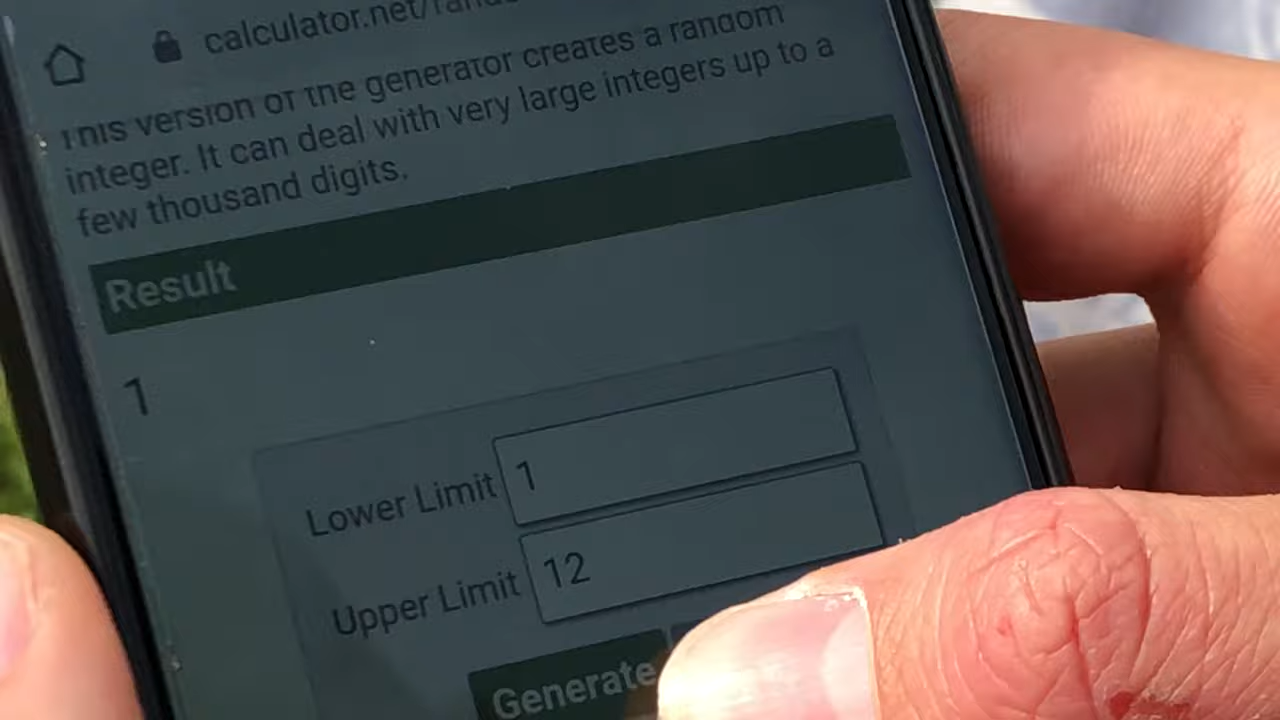 calculator.net/rando
This version of the generator creates a random
integer. It can deal with very large integers up to a
few thousand digits.
Result
1
Lower Limit 1
Upper Limit 12
Generate